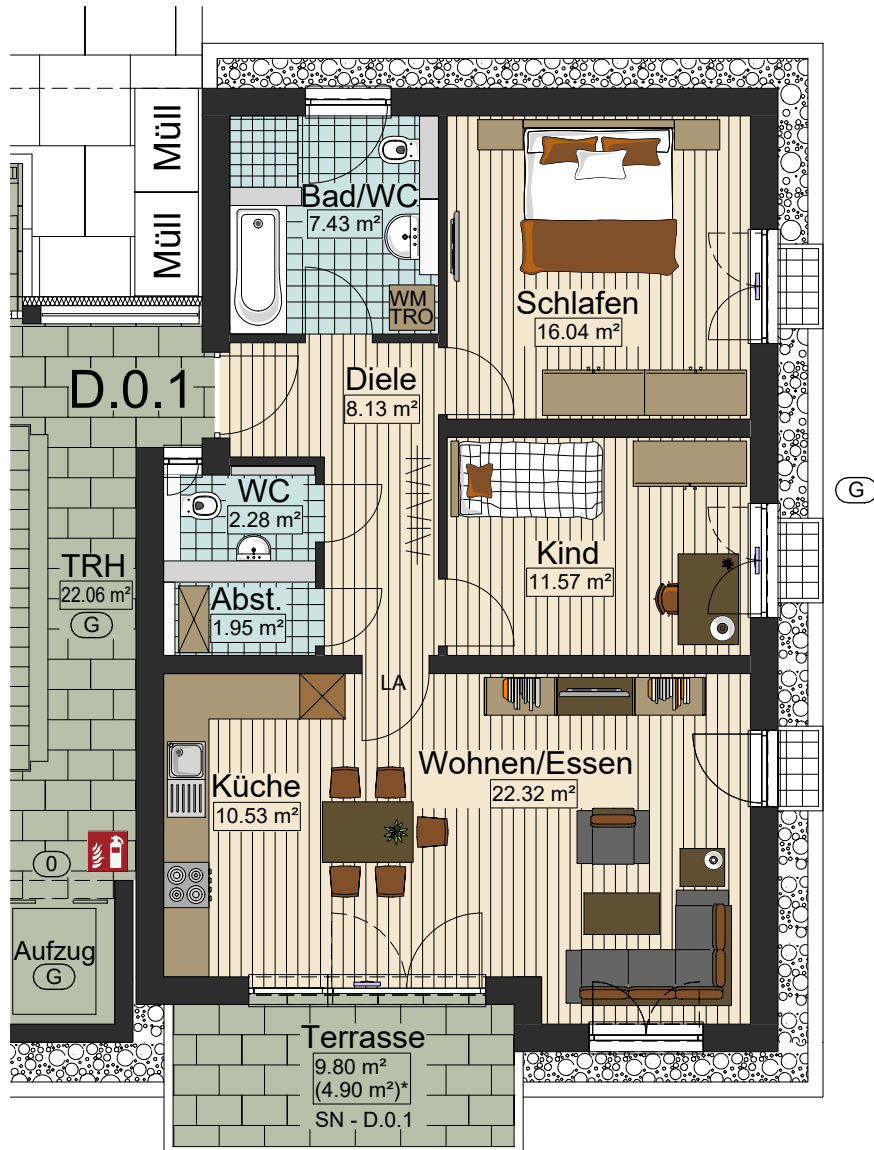 Müll
Müll
Bad/WC
7.43 m²
WM
TRO
Schlafen
16.04 m²
D.0.1
Diele
8.13 m²
WC
2.28 m²
G
Kind
11.57 m²
TRH
22.06 m²
G
Abst.
1.95 m²
LA
Wohnen/Essen
22.32 m²
Küche
10.53 m²
0
Aufzug
G
Terrasse
9.80 m²
(4.90 m²)*
SN - D.0.1